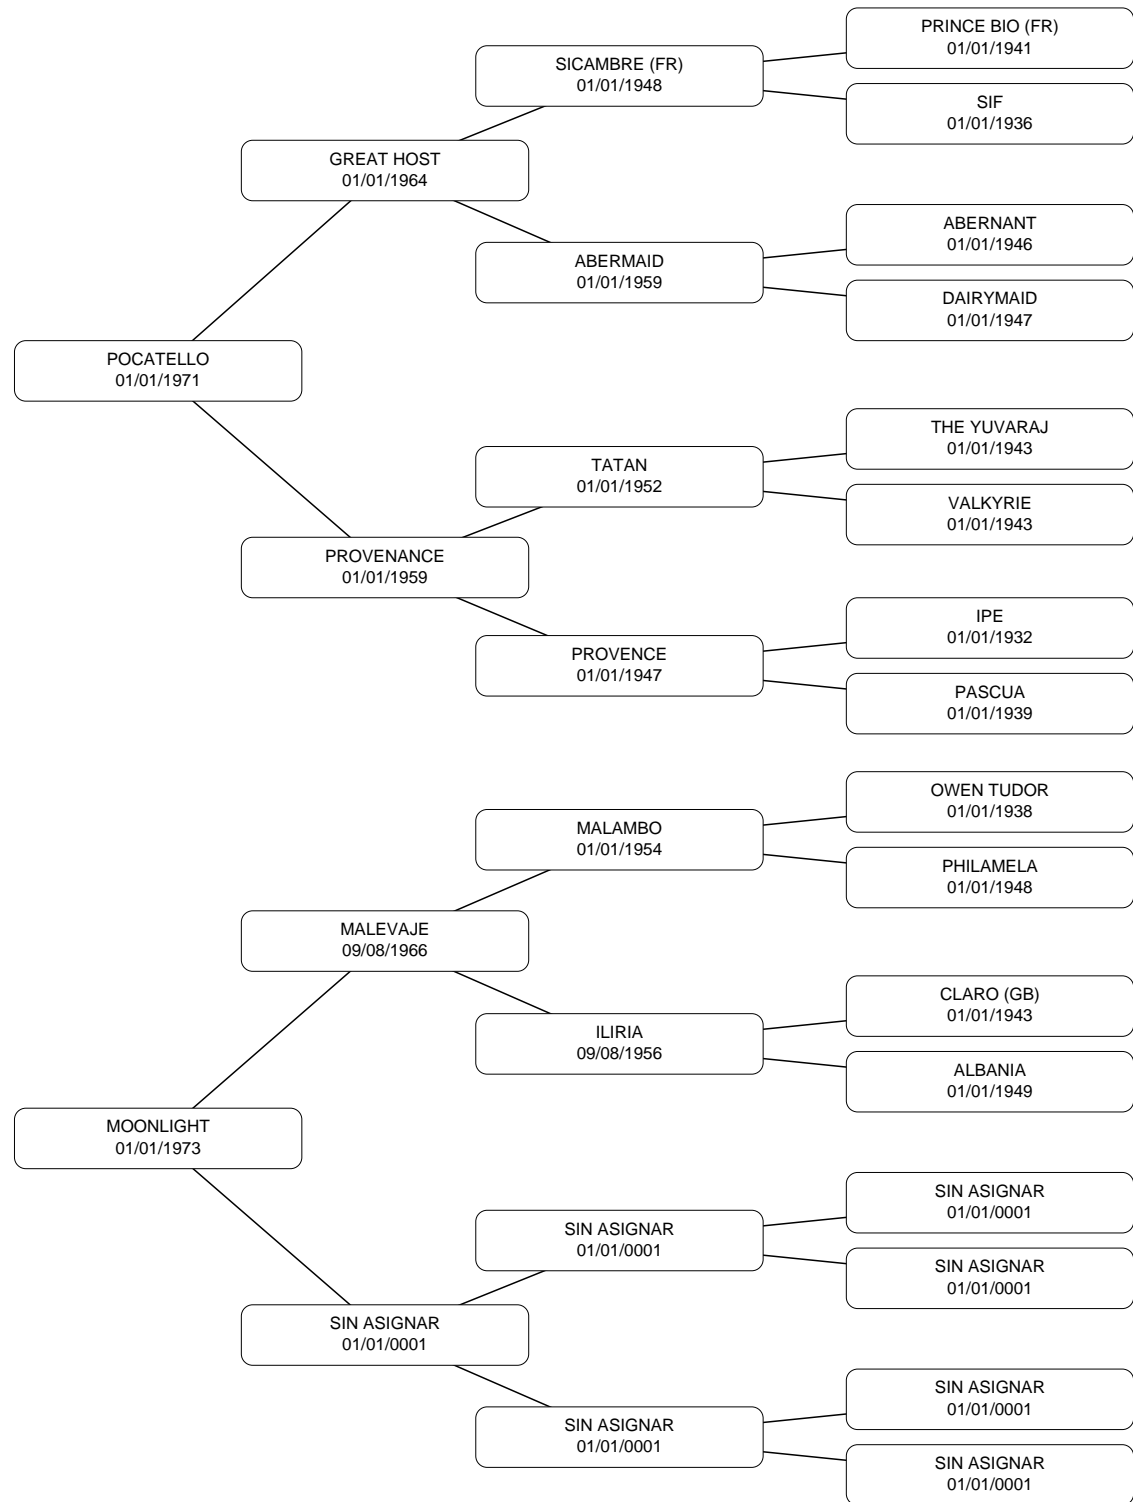 PRINCE BIO (FR)
01/01/1941
SICAMBRE (FR)
01/01/1948
SIF
01/01/1936
GREAT HOST
01/01/1964
ABERNANT
01/01/1946
ABERMAID
01/01/1959
DAIRYMAID
01/01/1947
POCATELLO
01/01/1971
THE YUVARAJ
01/01/1943
TATAN
01/01/1952
VALKYRIE
01/01/1943
PROVENANCE
01/01/1959
IPE
01/01/1932
PROVENCE
01/01/1947
PASCUA
01/01/1939
OWEN TUDOR
01/01/1938
MALAMBO
01/01/1954
PHILAMELA
01/01/1948
MALEVAJE
09/08/1966
CLARO (GB)
01/01/1943
ILIRIA
09/08/1956
ALBANIA
01/01/1949
MOONLIGHT
01/01/1973
SIN ASIGNAR
01/01/0001
SIN ASIGNAR
01/01/0001
SIN ASIGNAR
01/01/0001
SIN ASIGNAR
01/01/0001
SIN ASIGNAR
01/01/0001
SIN ASIGNAR
01/01/0001
SIN ASIGNAR
01/01/0001